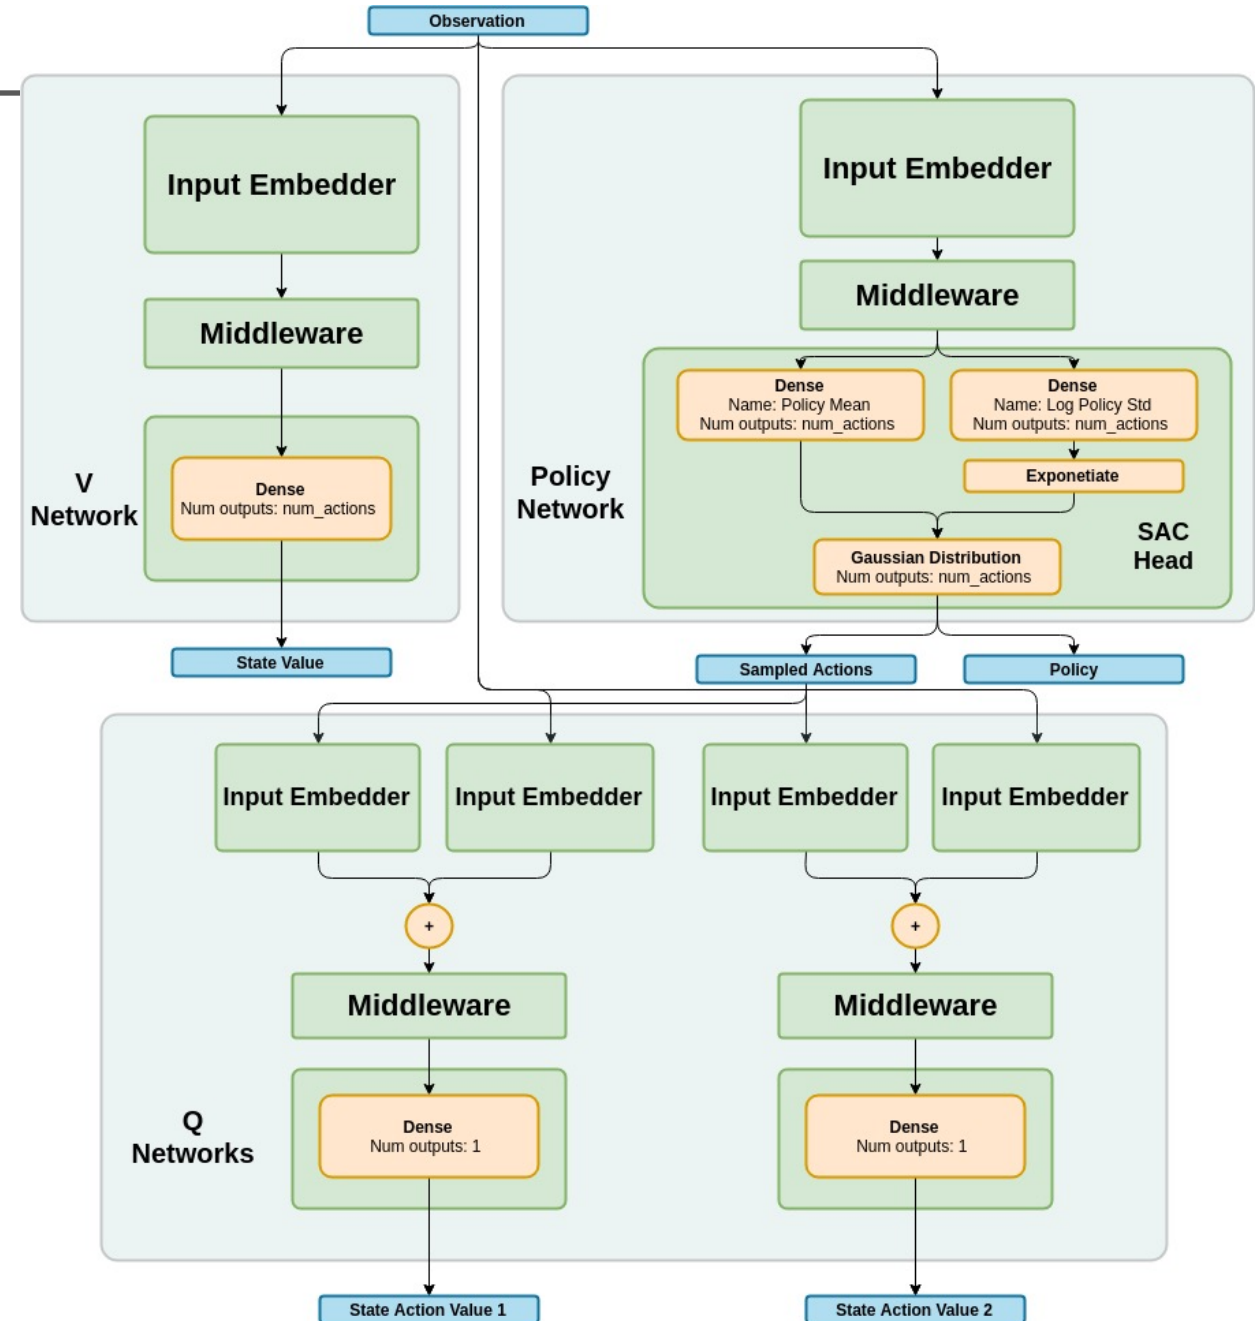 Observation
Input Embedder
Middleware
V
Network
Dense
Num outputs: num_actions
State Value
Input Embedder
Middleware
Dense
Name: Policy Mean
Num outputs: num_actions
Dense
Name: Log Policy Std
Num outputs: num_actions
Exponetiate
Policy
Network
SAC
Head
Gaussian Distribution
Num outputs: num_actions
Sampled Actions
Policy
Input Embedder
Input Embedder
Input Embedder
Input Embedder
+
+
Middleware
Middleware
Q
Networks
Dense
Num outputs: 1
Dense
Num outputs: 1
State Action Value 1
State Action Value 2